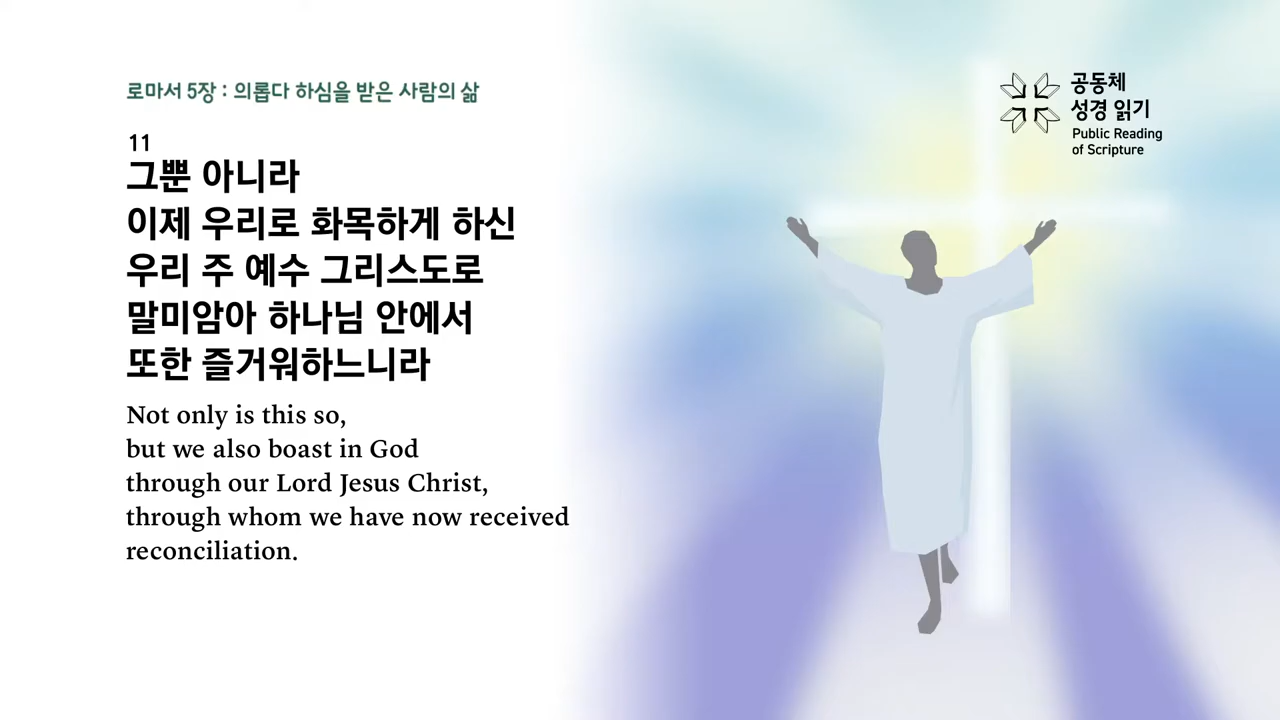 로마서 5장 : 의롭다 하심을 받은 사람의 삶
11
그뿐 아니라
이제 우리로 화목하게 하신
우리 주 예수 그리스도로
말미암아 하나님 안에서
또한 즐거워하느니라
Not only is this so,
but we also boast in God
through our Lord Jesus Christ,
through whom we have now received
reconciliation.
공동체
성경 읽기
Public Reading
of Scripture